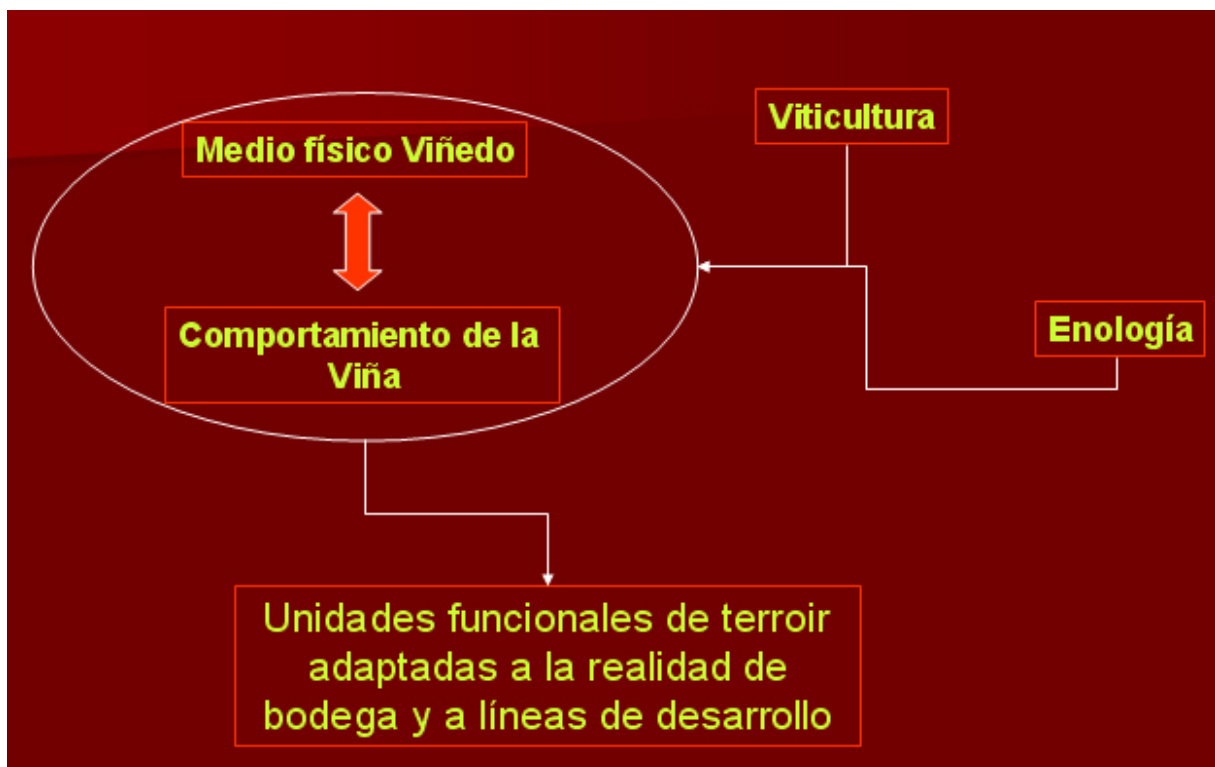 Medio físico Viñedo
Comportamiento de la
Viña
Viticultura
Enología
Unidades funcionales de terroir
adaptadas a la realidad de
bodega y a líneas de desarrollo